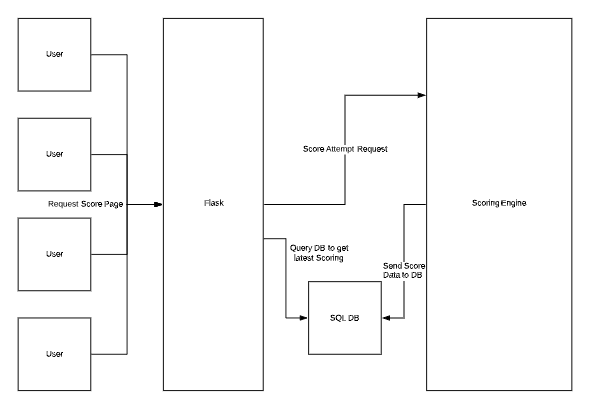 User
User
Request Score Page
User
User
Flask
Score Attempt Request
Query DB to get
latest Scoring
SQL DB
Send Score
Data to DB
Scoring Engine